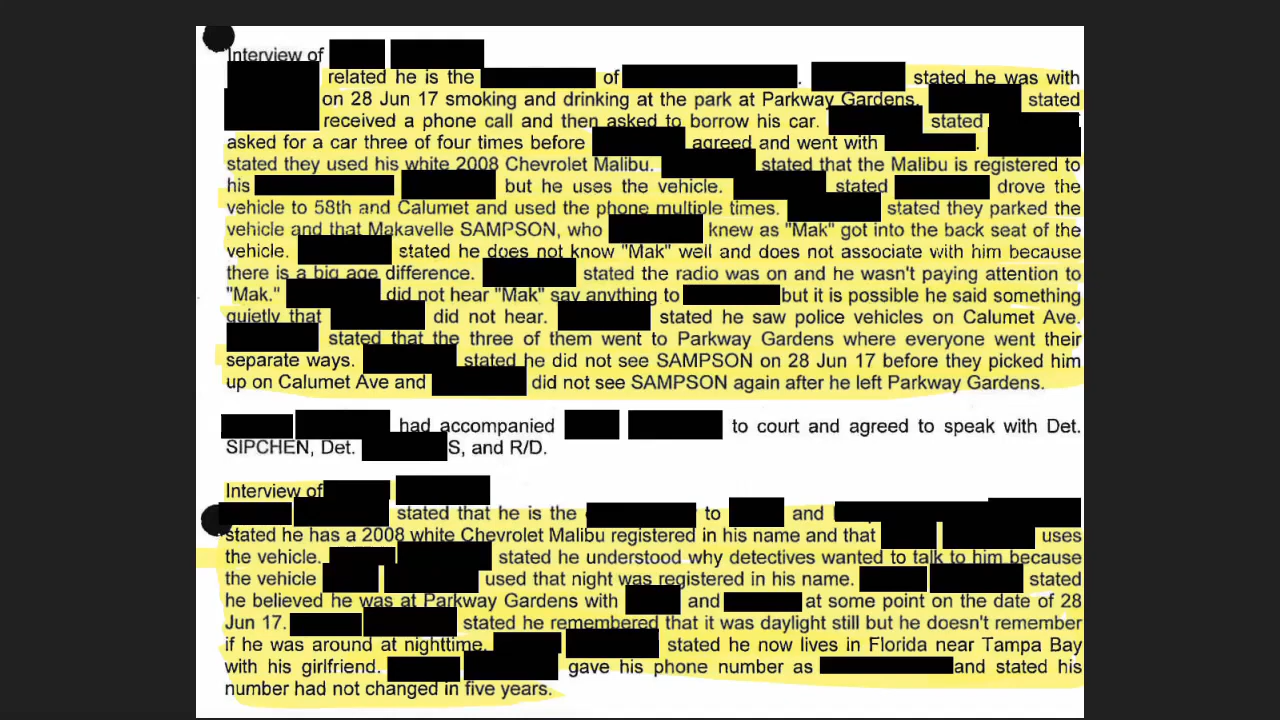 Interview of
related he is the of . stated he was with
on 28 Jun 17 smoking and drinking at the park at Parkway Gardens. stated
received a phone call and then asked to borrow his car. stated
asked for a car three of four times before agreed and went with .
stated they used his white 2008 Chevrolet Malibu. stated that the Malibu is registered to
his but he uses the vehicle. stated drove the
vehicle to 58th and Calumet and used the phone multiple times. stated they parked the
vehicle and that Makavelle SAMPSON, who knew as "Mak" got into the back seat of the
vehicle. stated he does not know "Mak" well and does not associate with him because
there is a big age difference. stated the radio was on and he wasn't paying attention to
"Mak." did not hear "Mak" say anything to but it is possible he said something
quietly that did not hear. stated he saw police vehicles on Calumet Ave.
stated that the three of them went to Parkway Gardens where everyone went their
separate ways. stated he did not see SAMPSON on 28 Jun 17 before they picked him
up on Calumet Ave and did not see SAMPSON again after he left Parkway Gardens.
had accompanied to court and agreed to speak with Det.
SIPCHEN, Det. S, and R/D.
Interview of
stated that he is the to and
stated he has a 2008 white Chevrolet Malibu registered in his name and that uses
the vehicle. stated he understood why detectives wanted to talk to him because
the vehicle used that night was registered in his name. stated
he believed he was at Parkway Gardens with and at some point on the date of 28
Jun 17. stated he remembered that it was daylight still but he doesn't remember
if he was around at nighttime. stated he now lives in Florida near Tampa Bay
with his girlfriend. gave his phone number as and stated his
number had not changed in five years.